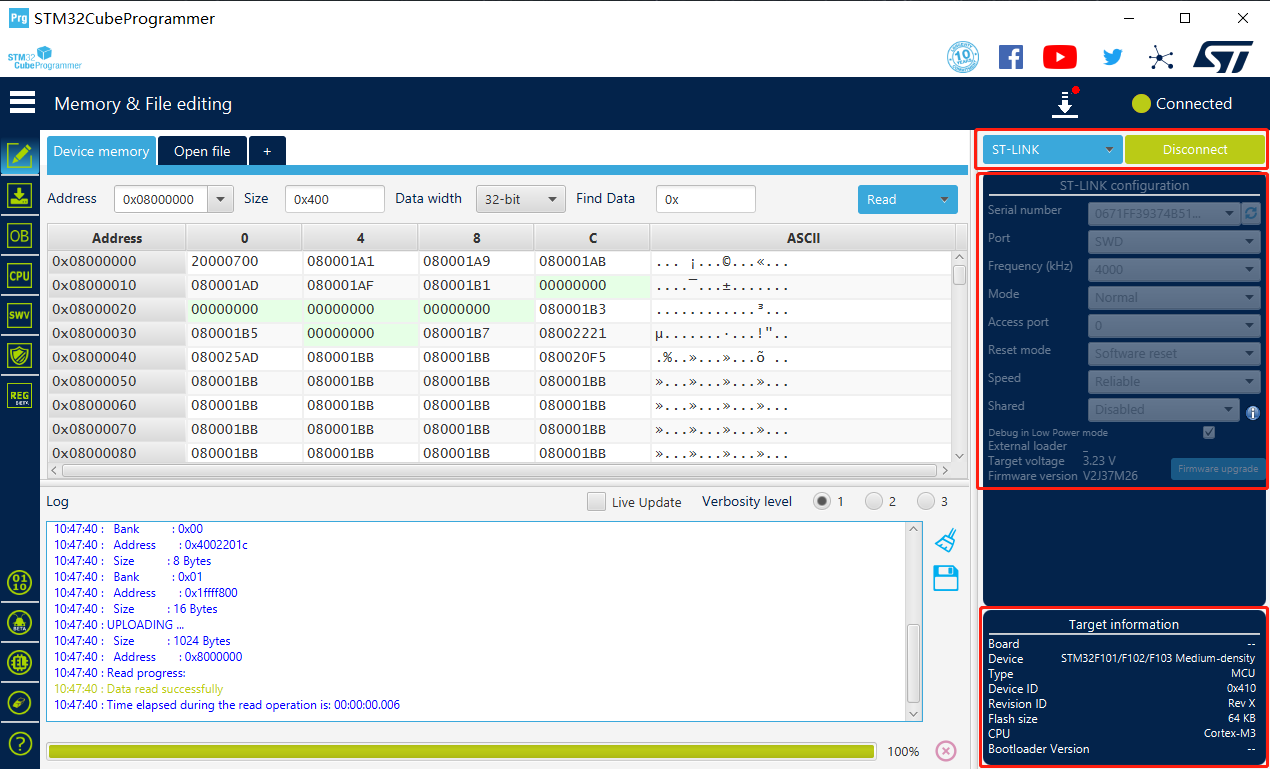 Prg STM32CubeProgrammer
STM32
CubeProgrammer
10 YEARS
Memory & File editing
Connected
Device memory Open file +
ST-LINK Disconnect
Address 0x08000000 Size 0x400 Data width 32-bit Find Data 0x Read
Address 0 4 8 C ASCII
0x08000000 20000700 080001A1 080001A9 080001AB ... ¡...©...«...
0x08000010 080001AD 080001AF 080001B1 00000000 ....¯...±.......
0x08000020 00000000 00000000 00000000 080001B3 ............³...
0x08000030 080001B5 00000000 080001B7 08002221 µ.......·...!"..
0x08000040 080025AD 080001BB 080001BB 080020F5 .%..»...»...õ ..
0x08000050 080001BB 080001BB 080001BB 080001BB »...»...»...»...
0x08000060 080001BB 080001BB 080001BB 080001BB »...»...»...»...
0x08000070 080001BB 080001BB 080001BB 080001BB »...»...»...»...
0x08000080 080001BB 080001BB 080001BB 080001BB »...»...»...»...
OB
CPU
SWV
REG
BETA
01
10
BETA
EL
?
Log Live Update Verbosity level 1 2 3
10:47:40 : Bank : 0x00
10:47:40 : Address : 0x4002201c
10:47:40 : Size : 8 Bytes
10:47:40 : Bank : 0x01
10:47:40 : Address : 0x1ffff800
10:47:40 : Size : 16 Bytes
10:47:40 : UPLOADING ...
10:47:40 : Size : 1024 Bytes
10:47:40 : Address : 0x8000000
10:47:40 : Read progress:
10:47:40 : Data read successfully
10:47:40 : Time elapsed during the read operation is: 00:00:00.006
100%
ST-LINK configuration
Serial number 0671FF39374B51...
Port SWD
Frequency (kHz) 4000
Mode Normal
Access port 0
Reset mode Software reset
Speed Reliable
Shared Disabled
Debug in Low Power mode
External loader _
Target voltage 3.23 V
Firmware version V2J37M26
Firmware upgrade
Target information
Board --
Device STM32F101/F102/F103 Medium-density
Type MCU
Device ID 0x410
Revision ID Rev X
Flash size 64 KB
CPU Cortex-M3
Bootloader Version --